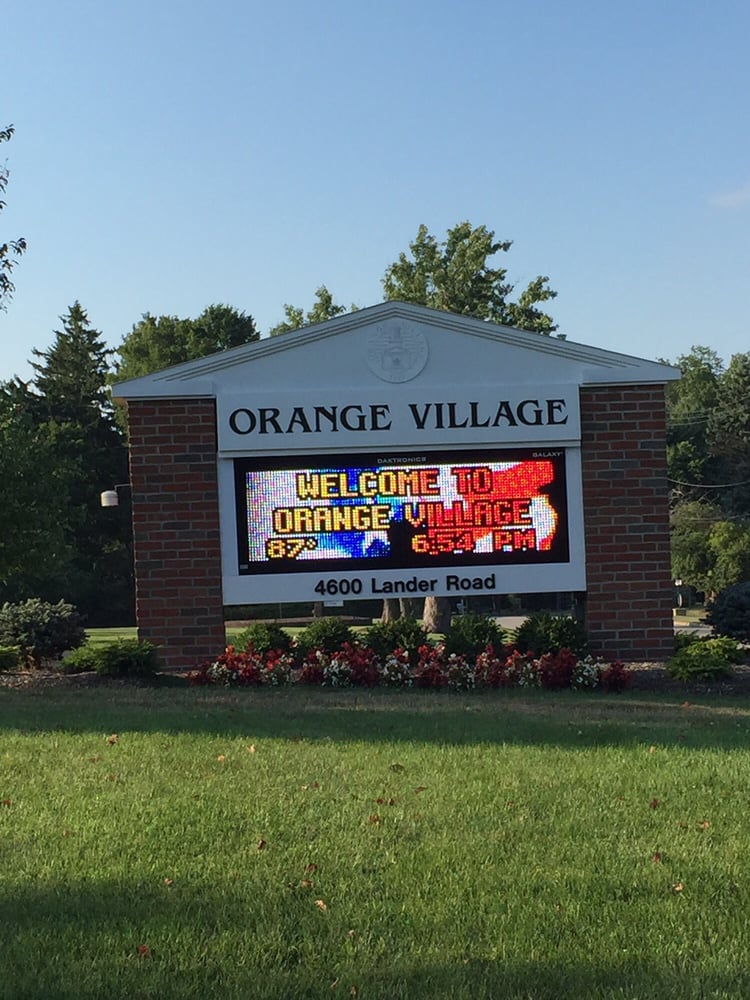 ORANGE VILLAGE
DAKTRONICS GALAXY
WELCOME TO
ORANGE VILLAGE
87° 6:54 PM
4600 Lander Road